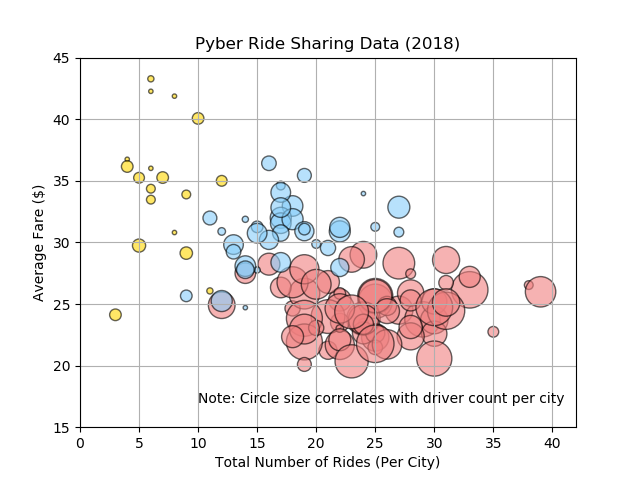 Pyber Ride Sharing Data (2018)
45
40
35
30
25
20
15
Average Fare ($)
Note: Circle size correlates with driver count per city
0 5 10 15 20 25 30 35 40
Total Number of Rides (Per City)